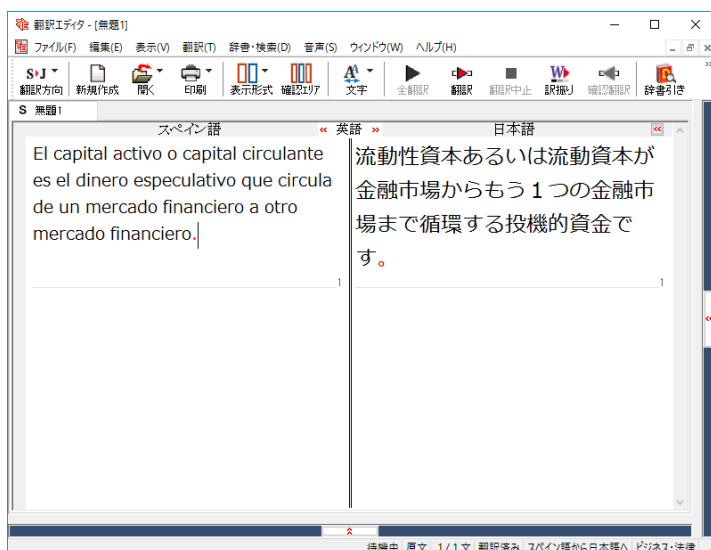 翻訳エディタ - [無題1]
ファイル(F) 編集(E) 表示(V) 翻訳(T) 辞書・検索(D) 音声(S) ウィンドウ(W) ヘルプ(H)
S▸J
翻訳方向 新規作成 開く 印刷 表示形式 確認エリア 文字 全翻訳 翻訳 翻訳中止 訳振り 確認翻訳 辞書引き
S 無題1
スペイン語 « 英語 » 日本語 «
El capital activo o capital circulante
es el dinero especulativo que circula
de un mercado financiero a otro
mercado financiero.
1
流動性資本あるいは流動資本が
金融市場からもう１つの金融市
場まで循環する投機的資金で
す。
1
待機中 原文 1/1文 翻訳済み スペイン語から日本語へ ビジネス・法律